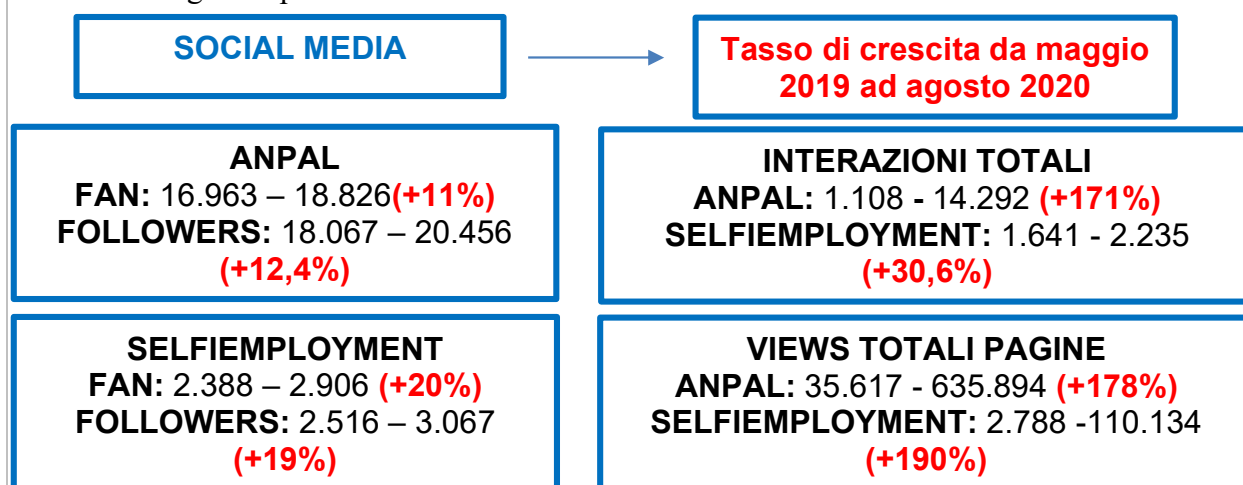 SOCIAL MEDIA
Tasso di crescita da maggio
2019 ad agosto 2020
ANPAL
FAN: 16.963 – 18.826(+11%)
FOLLOWERS: 18.067 – 20.456
(+12,4%)
INTERAZIONI TOTALI
ANPAL: 1.108 - 14.292 (+171%)
SELFIEMPLOYMENT: 1.641 - 2.235
(+30,6%)
SELFIEMPLOYMENT
FAN: 2.388 – 2.906 (+20%)
FOLLOWERS: 2.516 – 3.067
(+19%)
VIEWS TOTALI PAGINE
ANPAL: 35.617 - 635.894 (+178%)
SELFIEMPLOYMENT: 2.788 -110.134
(+190%)